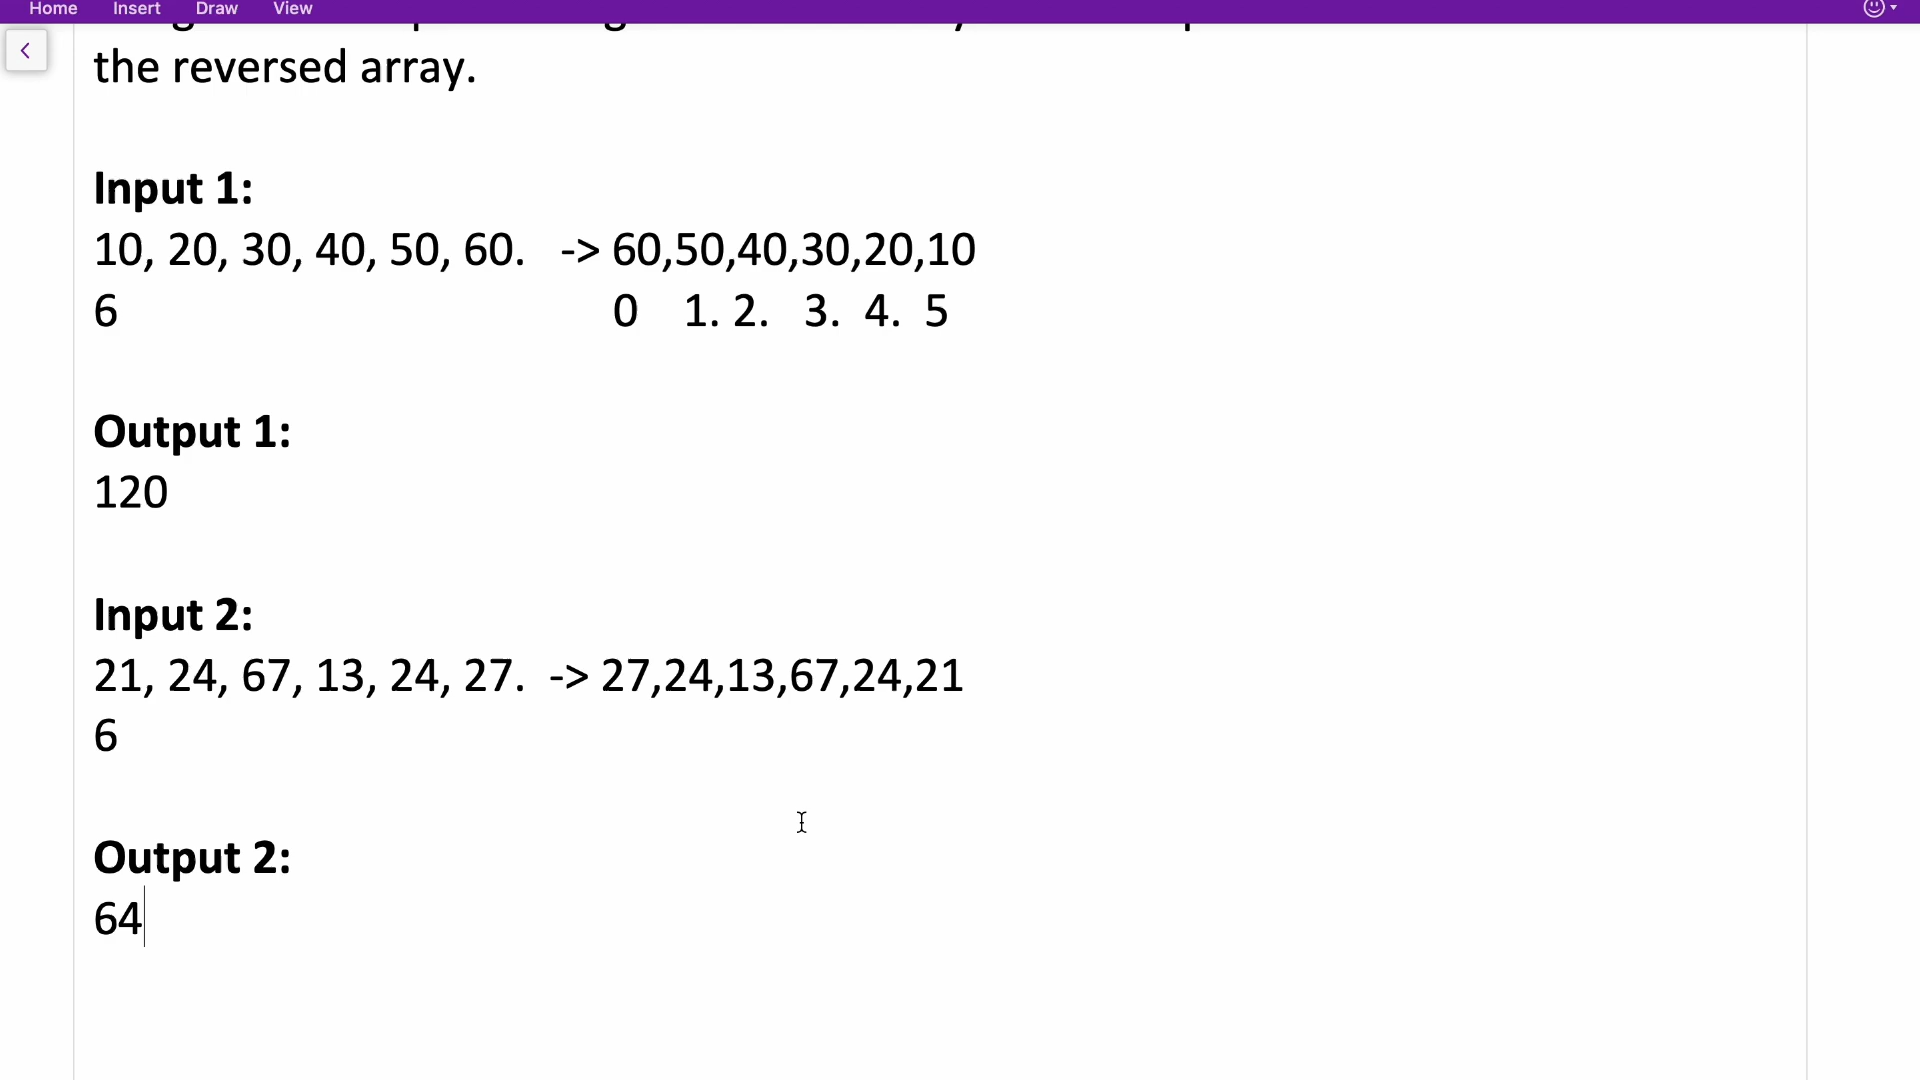 Home Insert Draw View
the reversed array.
Input 1:
10, 20, 30, 40, 50, 60. -> 60,50,40,30,20,10
6 0 1. 2. 3. 4. 5
Output 1:
120
Input 2:
21, 24, 67, 13, 24, 27. -> 27,24,13,67,24,21
6
Output 2:
64